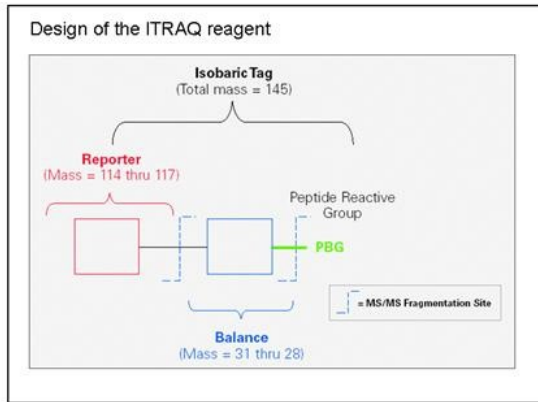 Design of the ITRAQ reagent
Isobaric Tag
(Total mass = 145)
Reporter
(Mass = 114 thru 117)
Peptide Reactive
Group
PBG
= MS/MS Fragmentation Site
Balance
(Mass = 31 thru 28)